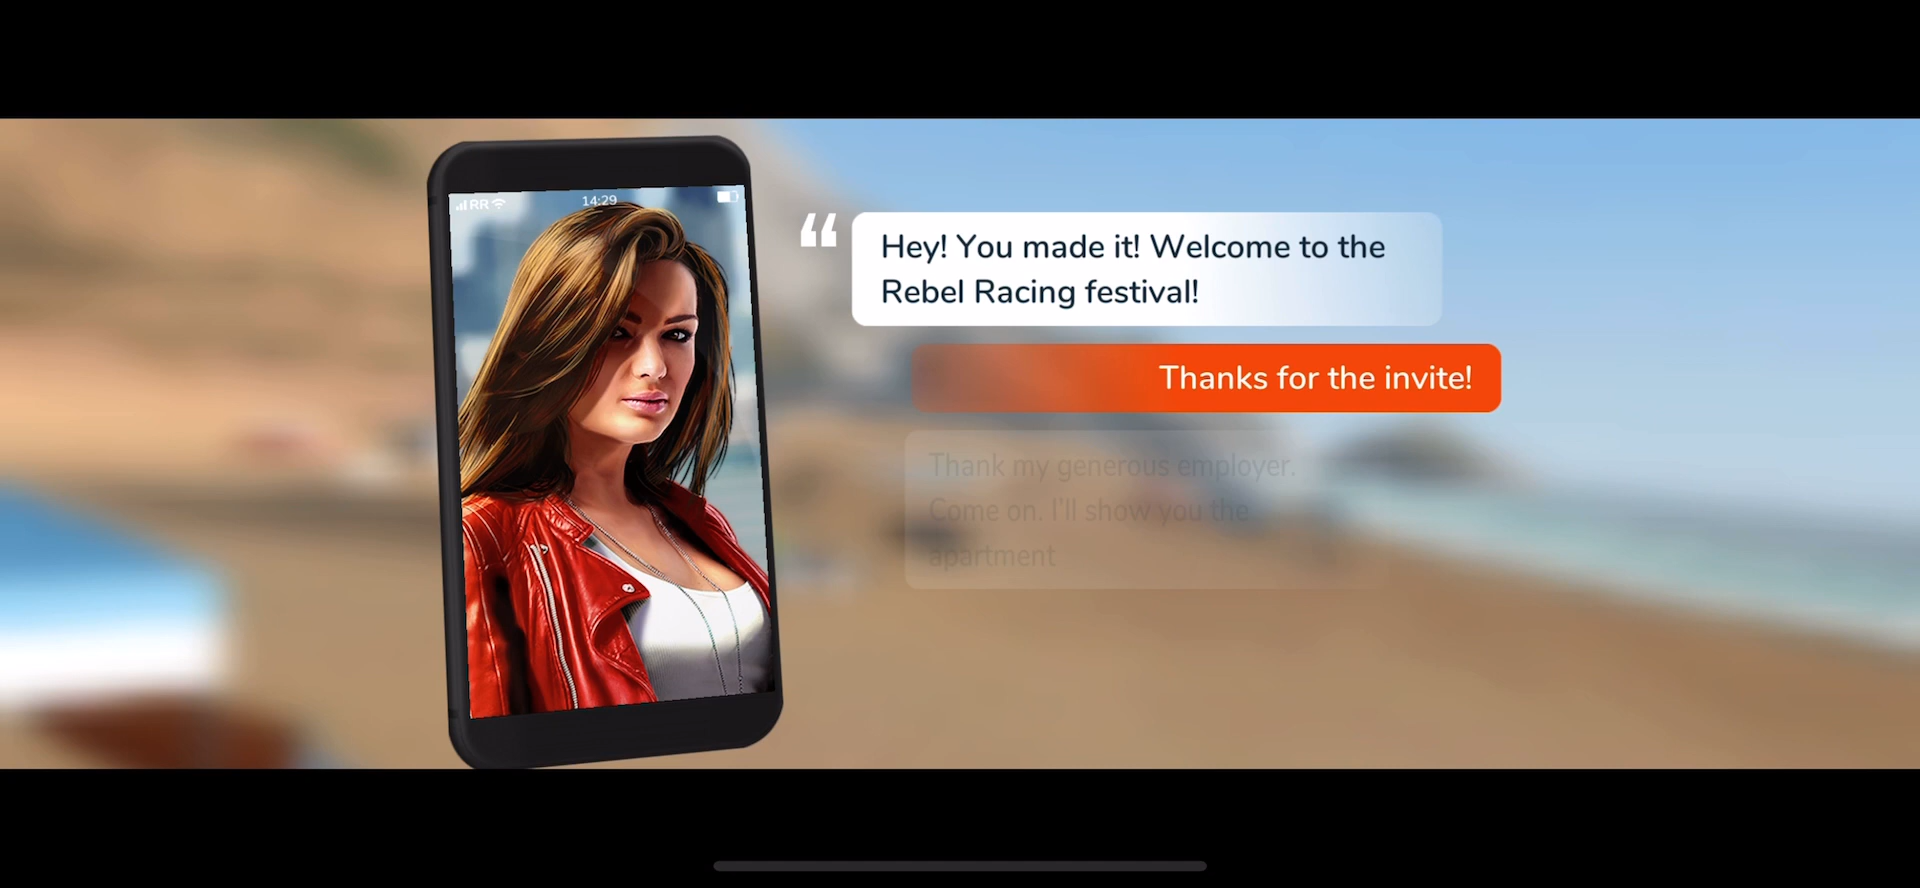 RR
14:29
Hey! You made it! Welcome to the
Rebel Racing festival!
Thanks for the invite!
Thank my generous employer.
Come on. I'll show you the
apartment